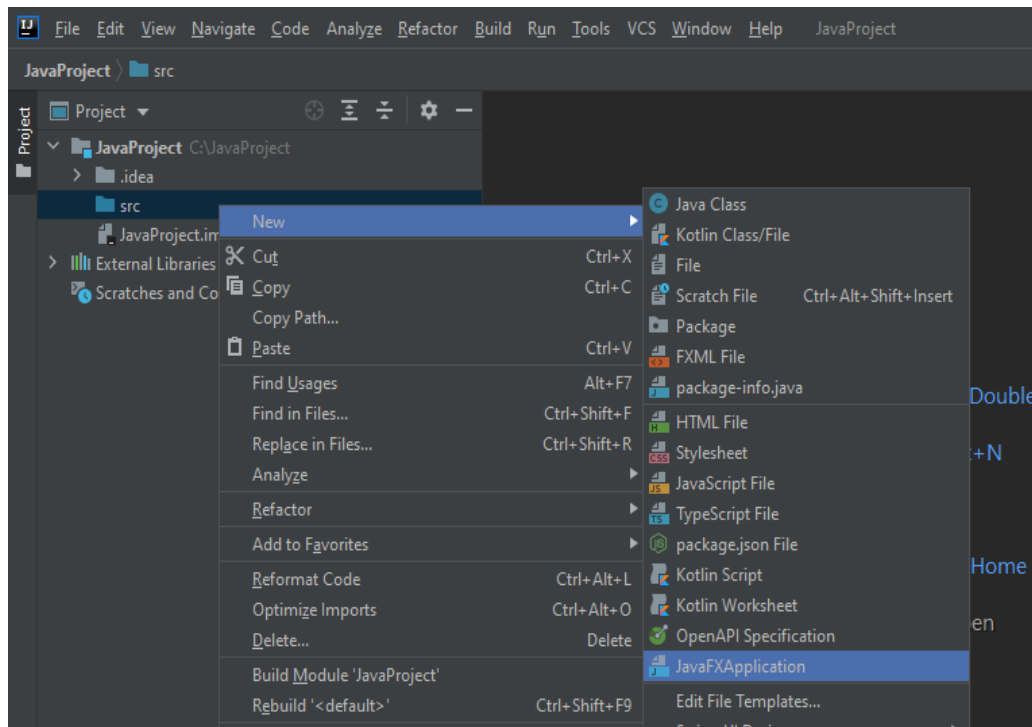 IJ File Edit View Navigate Code Analyze Refactor Build Run Tools VCS Window Help JavaProject
JavaProject src
Project
Project
JavaProject C:\JavaProject
.idea
src
JavaProject.im
External Libraries
Scratches and Co
New
Cut Ctrl+X
Copy Ctrl+C
Copy Path...
Paste Ctrl+V
Find Usages Alt+F7
Find in Files... Ctrl+Shift+F
Replace in Files... Ctrl+Shift+R
Analyze
Refactor
Add to Favorites
Reformat Code Ctrl+Alt+L
Optimize Imports Ctrl+Alt+O
Delete... Delete
Build Module 'JavaProject'
Rebuild '<default>' Ctrl+Shift+F9
C Java Class
Kotlin Class/File
File
Scratch File Ctrl+Alt+Shift+Insert
Package
<> FXML File
J package-info.java
H HTML File
CSS Stylesheet
JS JavaScript File
TS TypeScript File
JS package.json File
Kotlin Script
Kotlin Worksheet
OpenAPI Specification
J JavaFXApplication
Edit File Templates...
Double
+N
Home
en